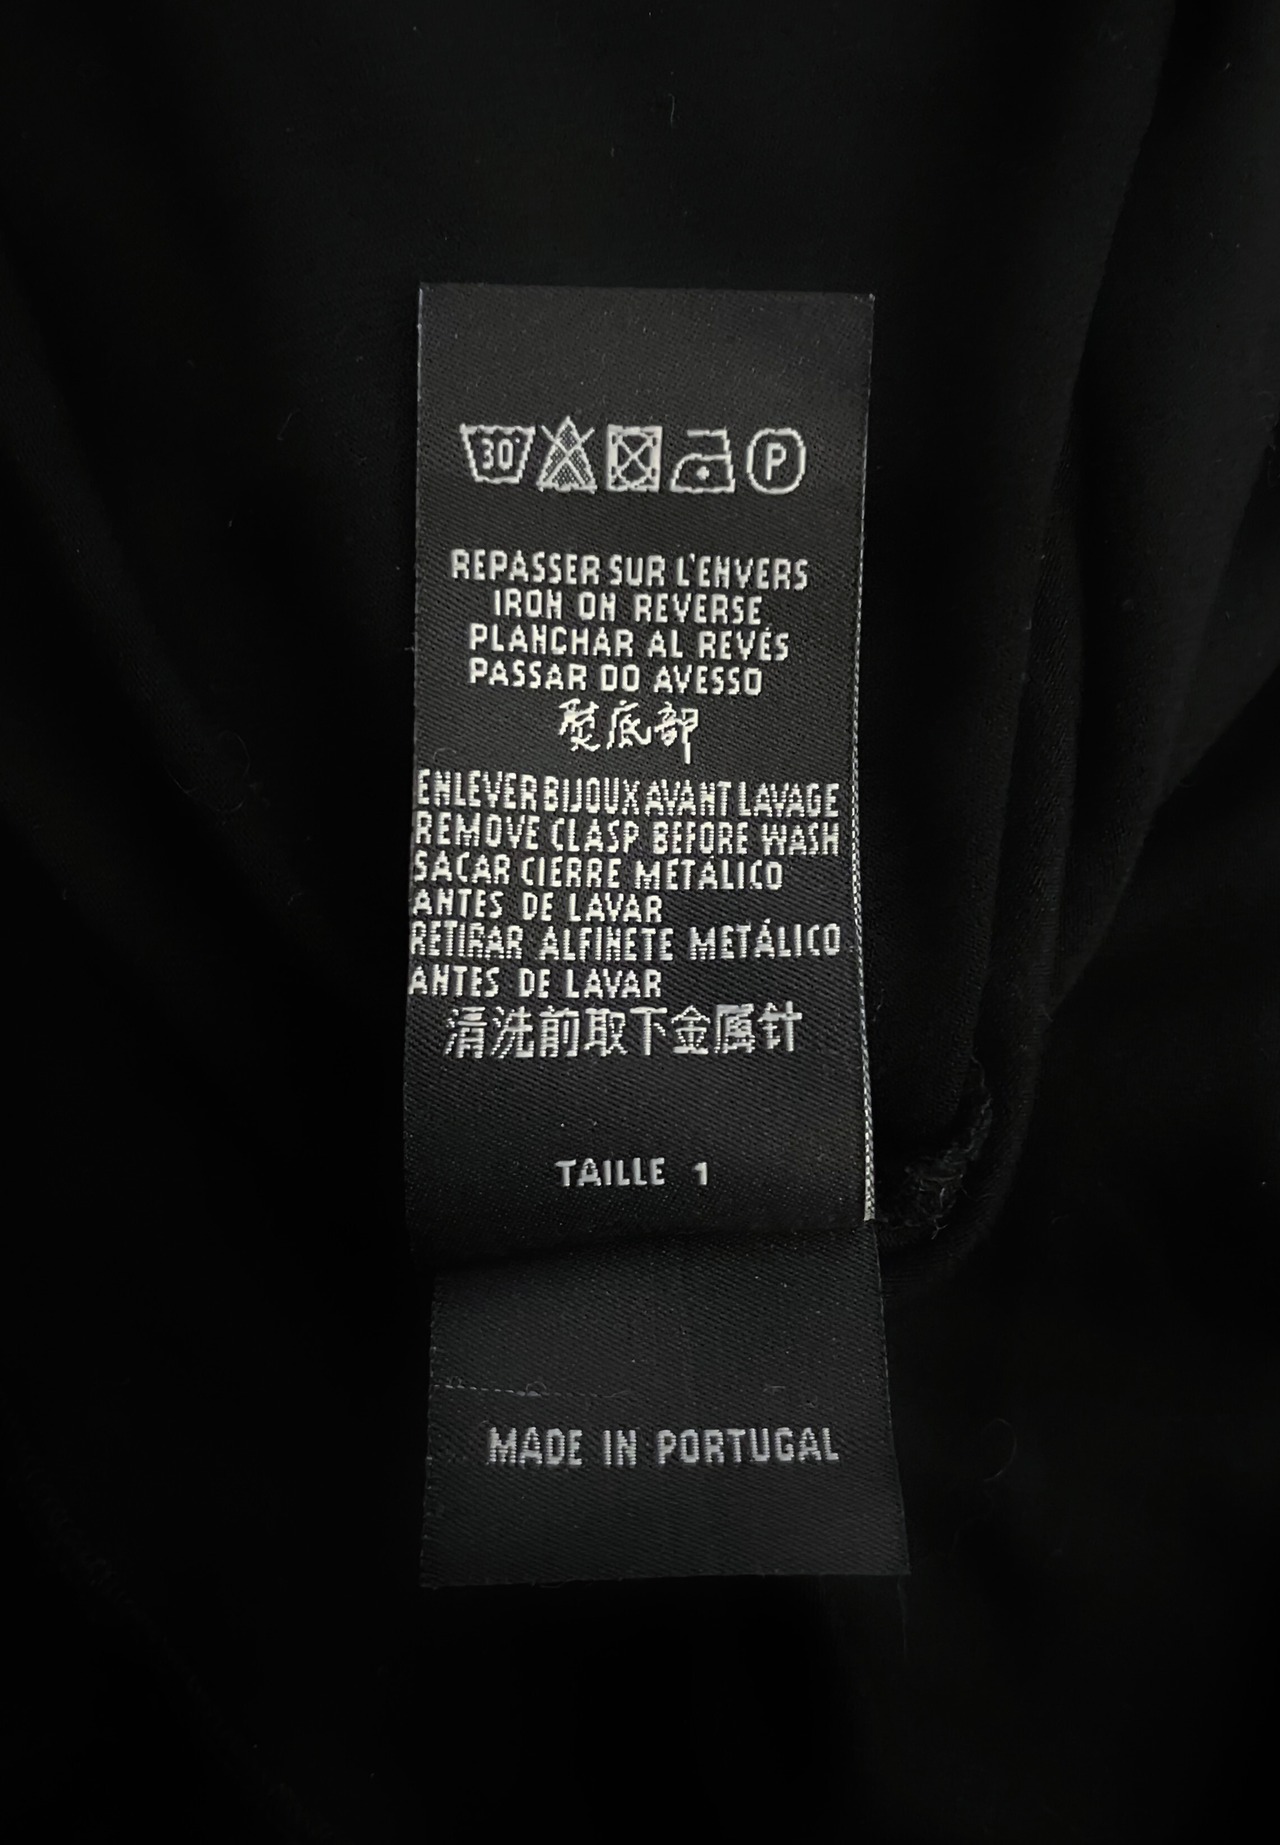 30°
P
REPASSER SUR L'ENVERS
IRON ON REVERSE
PLANCHAR AL REVÉS
PASSAR DO AVESSO
熨底部
ENLEVER BIJOUX AVANT LAVAGE
REMOVE CLASP BEFORE WASH
SACAR CIERRE METÁLICO
ANTES DE LAVAR
RETIRAR ALFINETE METÁLICO
ANTES DE LAVAR
清洗前取下金属针
TAILLE 1
MADE IN PORTUGAL